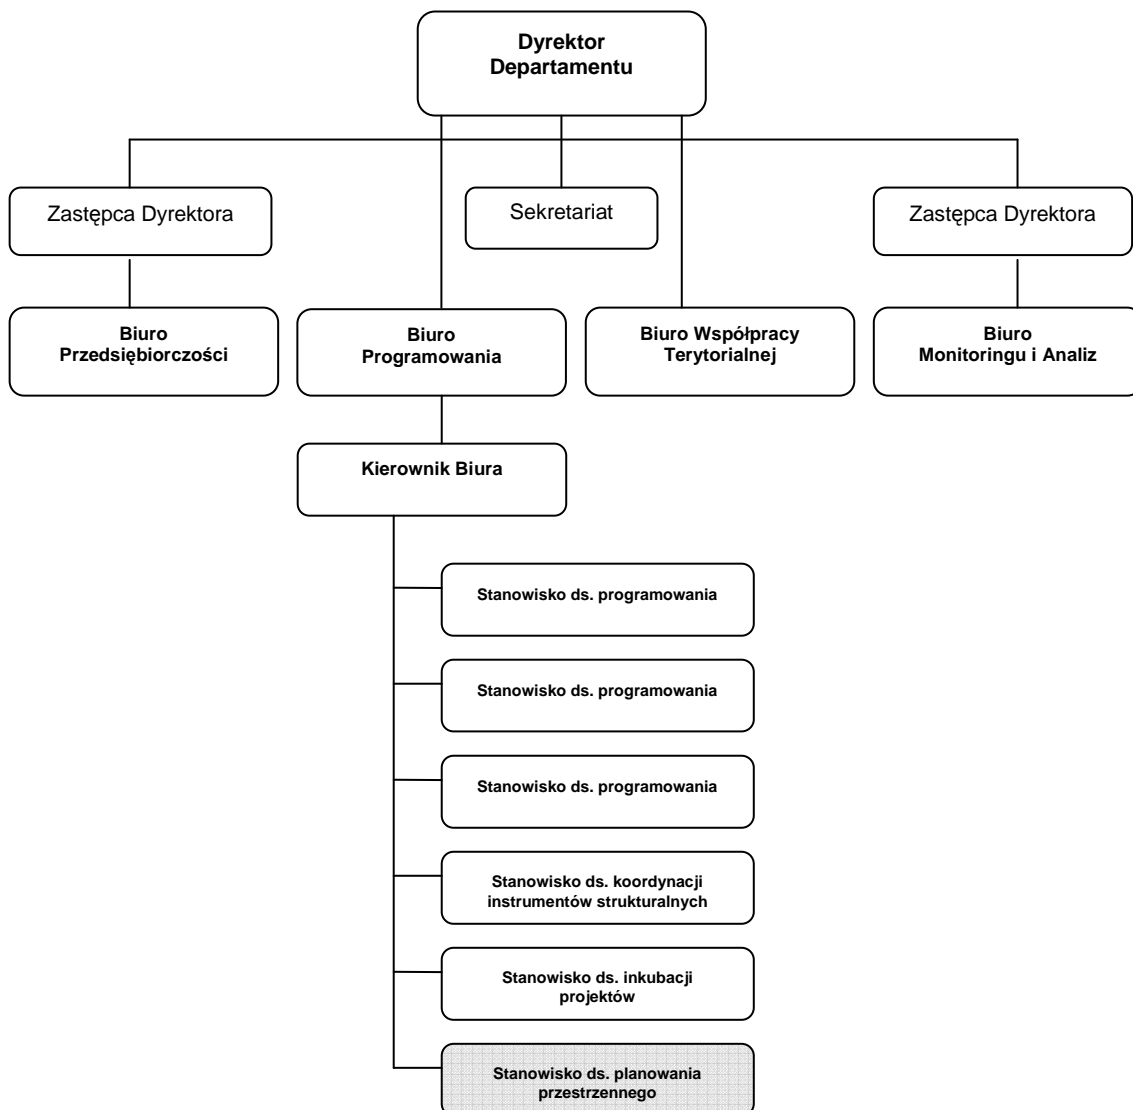 Dyrektor
Departamentu
Zastępca Dyrektora
Sekretariat
Zastępca Dyrektora
Biuro
Przedsiębiorczości
Biuro
Programowania
Biuro Współpracy
Terytorialnej
Biuro
Monitoringu i Analiz
Kierownik Biura
Stanowisko ds. programowania
Stanowisko ds. programowania
Stanowisko ds. programowania
Stanowisko ds. koordynacji
instrumentów strukturalnych
Stanowisko ds. inkubacji
projektów
Stanowisko ds. planowania
przestrzennego